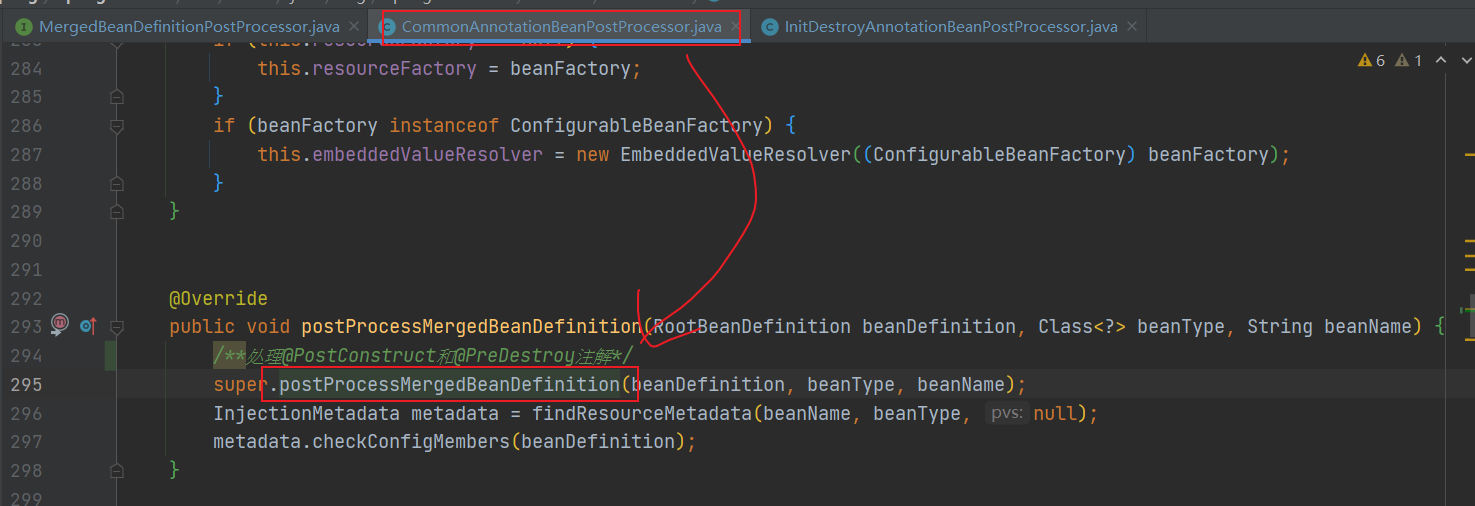 MergedBeanDefinitionPostProcessor.java CommonAnnotationBeanPostProcessor.java InitDestroyAnnotationBeanPostProcessor.java
284 this.resourceFactory = beanFactory; 6 1
285 }
286 if (beanFactory instanceof ConfigurableBeanFactory) {
287 this.embeddedValueResolver = new EmbeddedValueResolver((ConfigurableBeanFactory) beanFactory);
288 }
289 }
290
291
292 @Override
293 public void postProcessMergedBeanDefinition(RootBeanDefinition beanDefinition, Class<?> beanType, String beanName) {
294 /**处理@PostConstruct和@PreDestroy注解*/
295 super.postProcessMergedBeanDefinition(beanDefinition, beanType, beanName);
296 InjectionMetadata metadata = findResourceMetadata(beanName, beanType, pvs: null);
297 metadata.checkConfigMembers(beanDefinition);
298 }
299